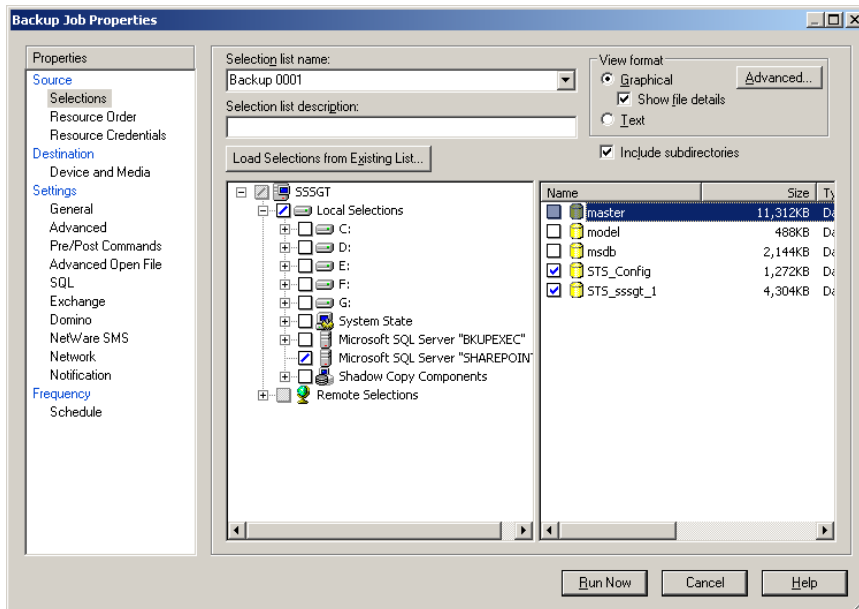 Backup Job Properties
Properties
Source
Selections
Resource Order
Resource Credentials
Destination
Device and Media
Settings
General
Advanced
Pre/Post Commands
Advanced Open File
SQL
Exchange
Domino
NetWare SMS
Network
Notification
Frequency
Schedule
Selection list name:
Backup 0001
Selection list description:
Load Selections from Existing List...
View format
Graphical
Advanced...
Show file details
Text
Include subdirectories
SSSGT
Local Selections
C:
D:
E:
F:
G:
System State
Microsoft SQL Server "BKUPEXEC"
Microsoft SQL Server "SHAREPOINT
Shadow Copy Components
Remote Selections
Name Size Ty
master 11,312KB Da
model 488KB Da
msdb 2,144KB Da
STS_Config 1,272KB Da
STS_sssgt_1 4,304KB Da
Run Now Cancel Help